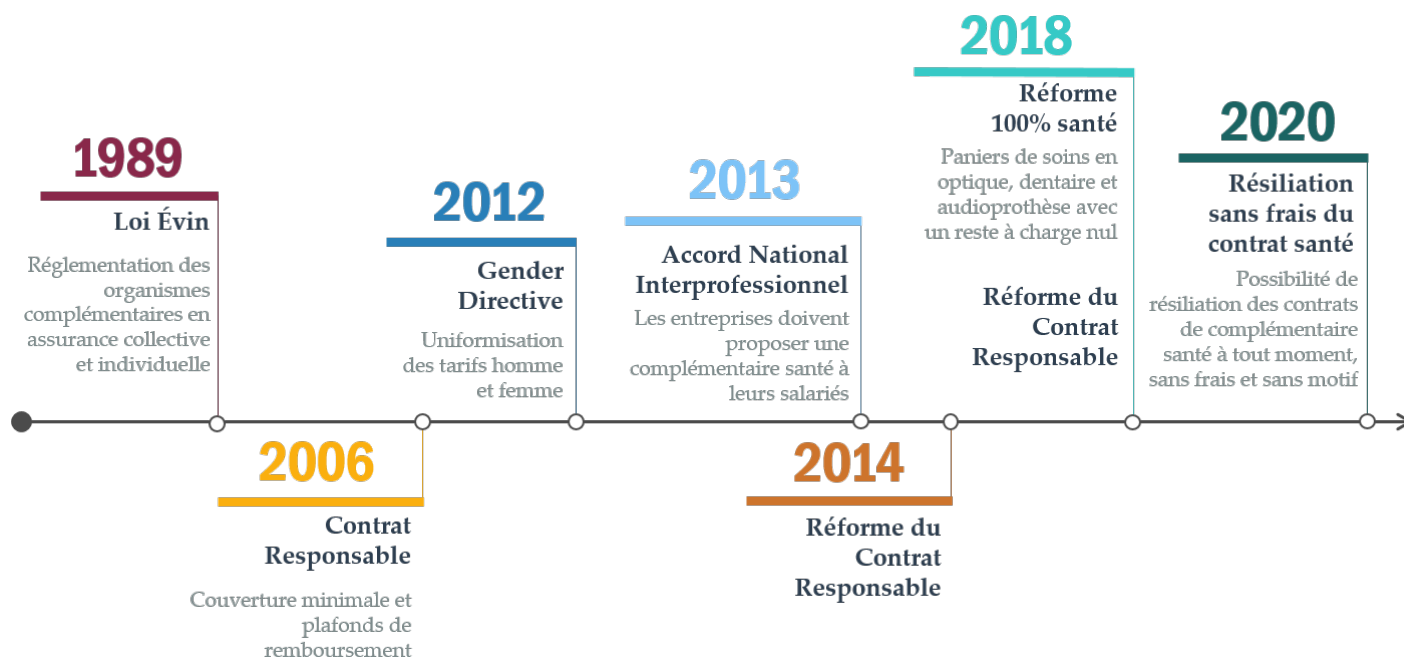 1989
Loi Évin
Réglementation des
organismes
complémentaires en
assurance collective
et individuelle
2006
Contrat
Responsable
Couverture minimale et
plafonds de
remboursement
2012
Gender
Directive
Uniformisation
des tarifs homme
et femme
2013
Accord National
Interprofessionnel
Les entreprises doivent
proposer une
complémentaire santé à
leurs salariés
2014
Réforme du
Contrat
Responsable
2018
Réforme
100% santé
Paniers de soins en
optique, dentaire et
audioprothèse avec
un reste à charge nul
Réforme du
Contrat
Responsable
2020
Résiliation
sans frais du
contrat santé
Possibilité de
résiliation des contrats
de complémentaire
santé à tout moment,
sans frais et sans motif